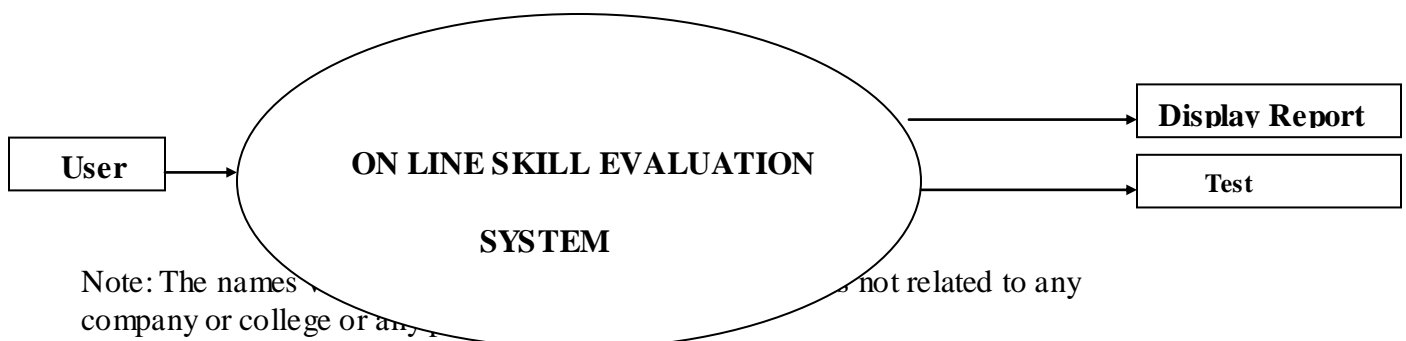 Display Report
User
ON LINE SKILL EVALUATION
Test
SYSTEM
Note: The names not related to any
company or college or any